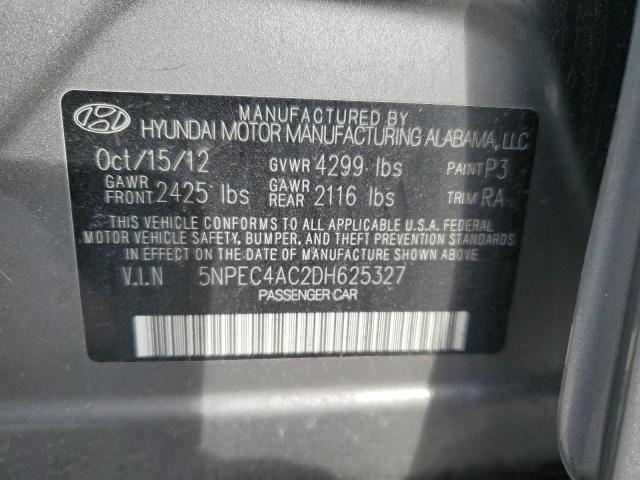 MANUFACTURED BY
HYUNDAI MOTOR MANUFACTURING ALABAMA, LLC
Oct/15/12 GVWR 4299 lbs PAINT P3
GAWR FRONT 2425 lbs GAWR REAR 2116 lbs TRIM RA
THIS VEHICLE CONFORMS TO ALL APPLICABLE U.S.A. FEDERAL
MOTOR VEHICLE SAFETY, BUMPER, AND THEFT PREVENTION STANDARDS
IN EFFECT ON THE DATE OF MANUFACTURE SHOWN ABOVE.
V.I.N 5NPEC4AC2DH625327
PASSENGER CAR